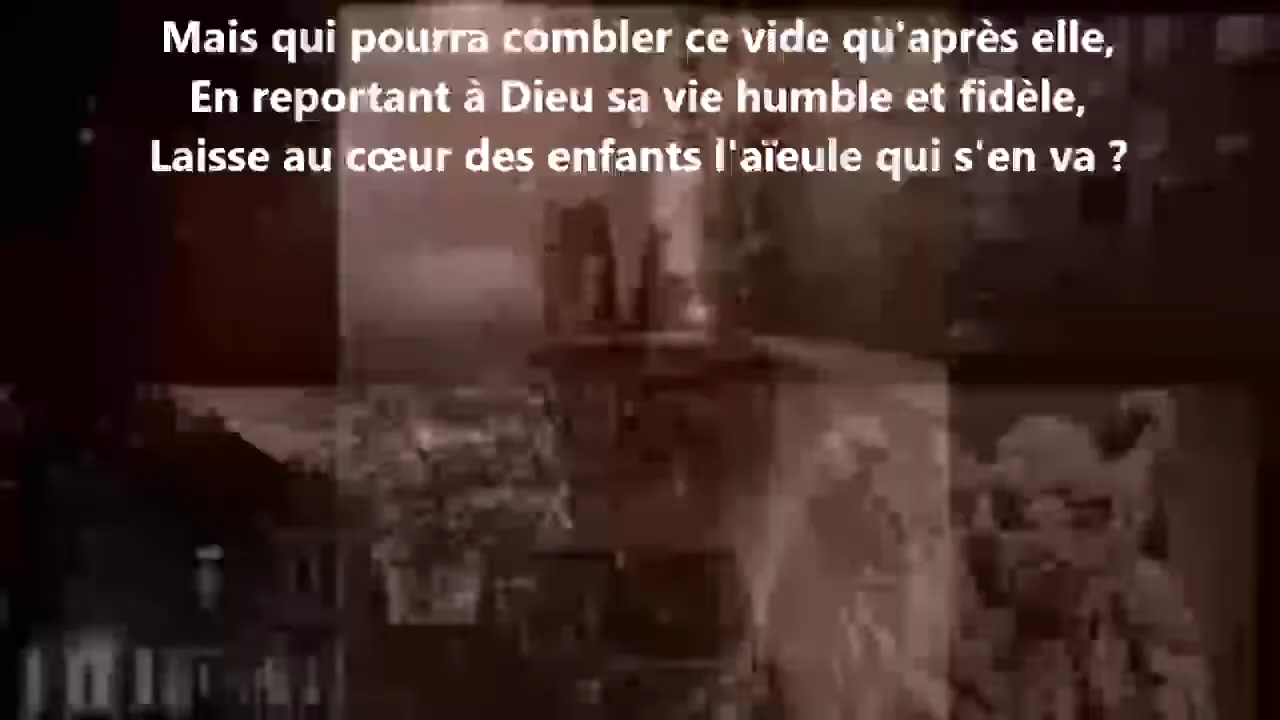 Mais qui pourra combler ce vide qu'après elle,
En reportant à Dieu sa vie humble et fidèle,
Laisse au cœur des enfants l'aïeule qui s'en va ?